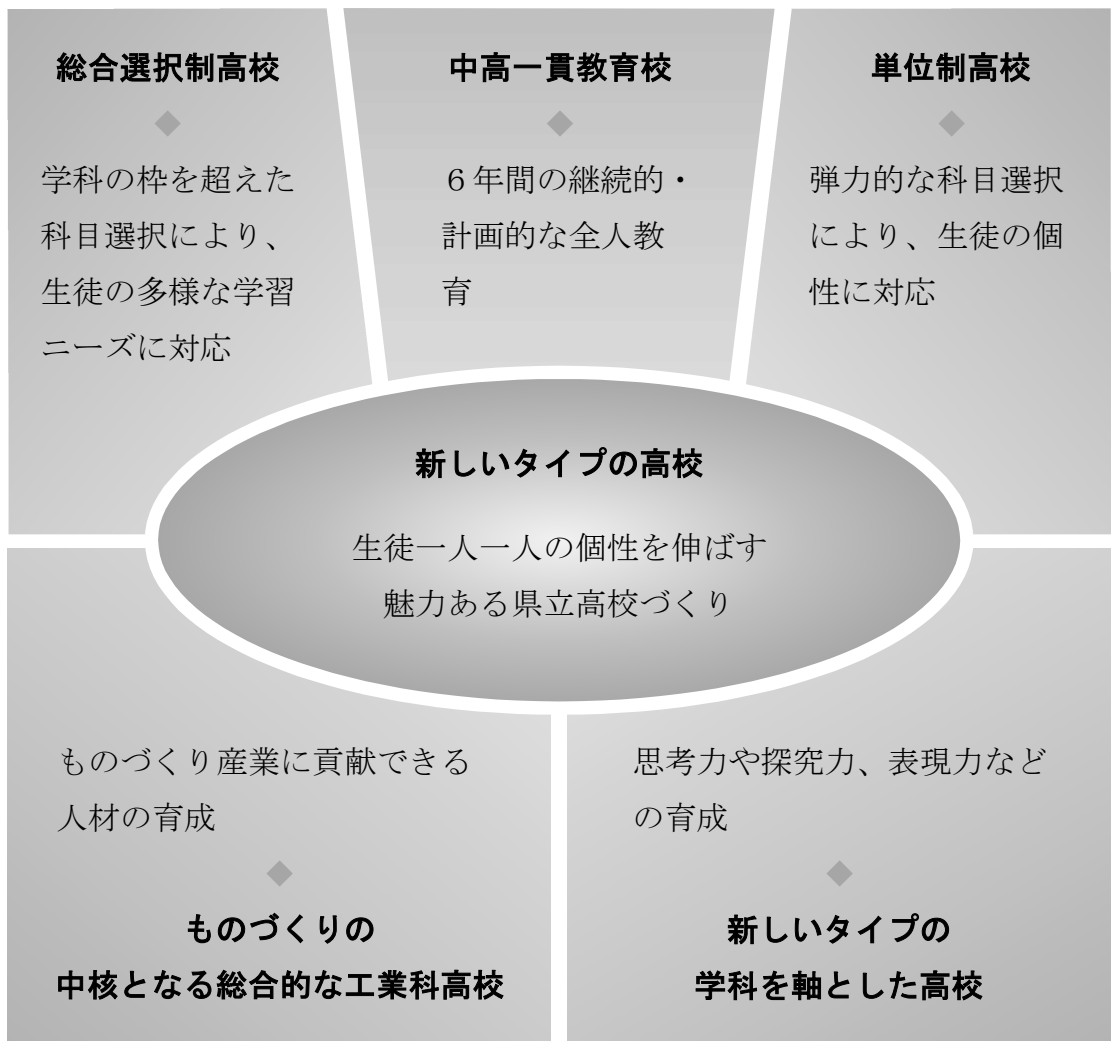 総合選択制高校
学科の枠を超えた
科目選択により、
生徒の多様な学習
ニーズに対応
中高一貫教育校
６年間の継続的・
計画的な全人教
育
単位制高校
弾力的な科目選択
により、生徒の個
性に対応
新しいタイプの高校
生徒一人一人の個性を伸ばす
魅力ある県立高校づくり
ものづくり産業に貢献できる
人材の育成
ものづくりの
中核となる総合的な工業科高校
思考力や探究力、表現力など
の育成
新しいタイプの
学科を軸とした高校